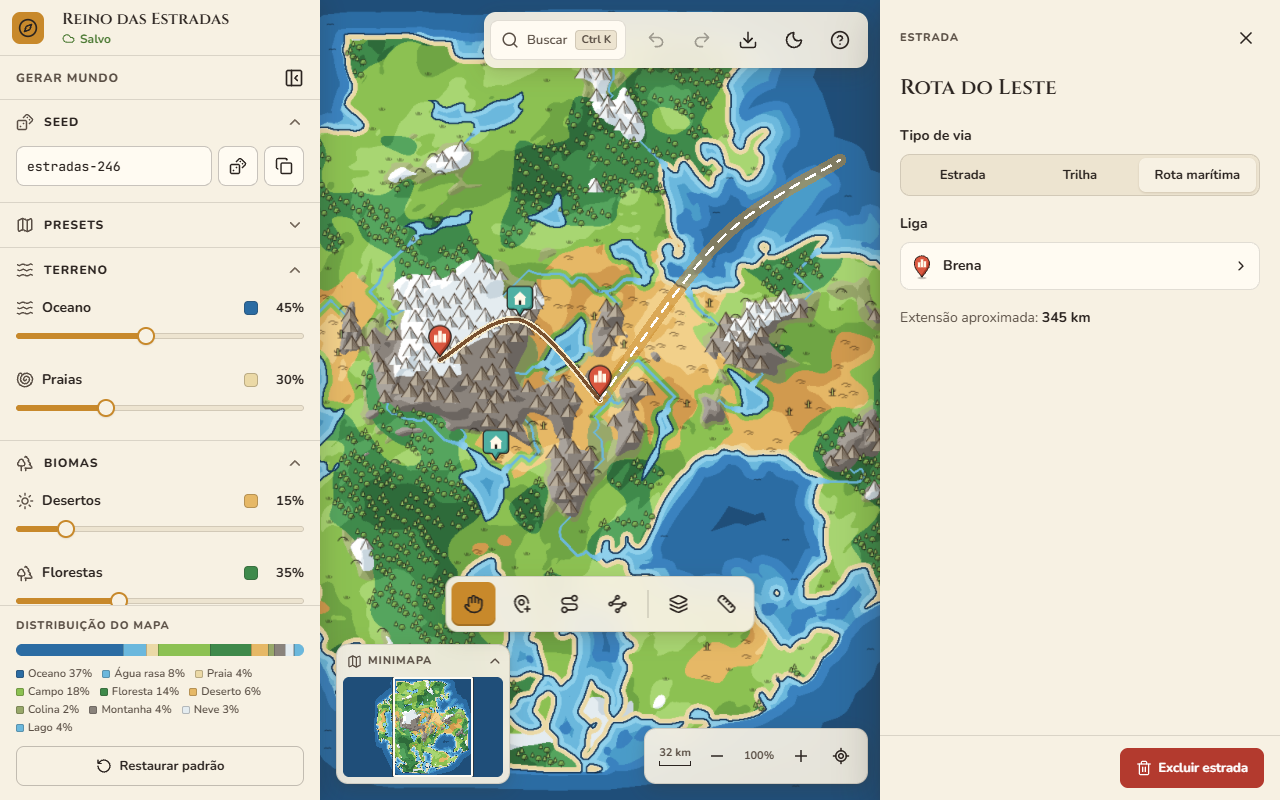 Reino das Estradas
Salvo
GERAR MUNDO
SEED
estradas-246
PRESETS
TERRENO
Oceano 45%
Praias 30%
BIOMAS
Desertos 15%
Florestas 35%
DISTRIBUIÇÃO DO MAPA
Oceano 37% Água rasa 8% Praia 4%
Campo 18% Floresta 14% Deserto 6%
Colina 2% Montanha 4% Neve 3%
Lago 4%
Restaurar padrão
Buscar Ctrl K
MINIMAPA
32 km 100%
ESTRADA
Rota do Leste
Tipo de via
Estrada Trilha Rota marítima
Liga
Brena
Extensão aproximada: 345 km
Excluir estrada